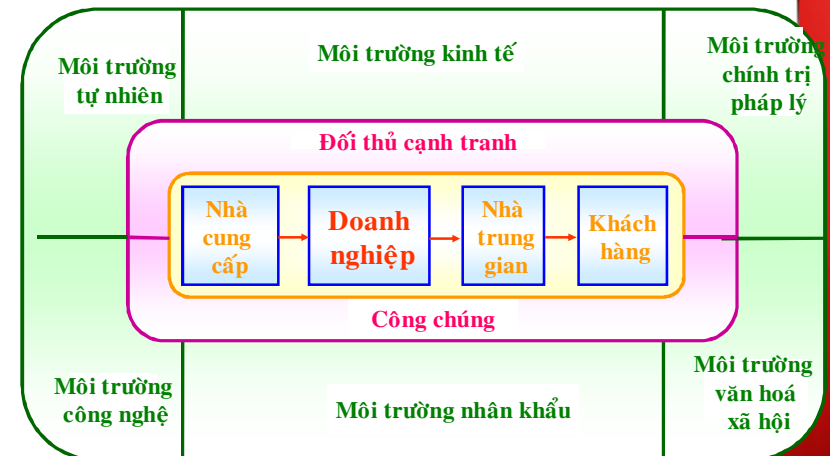 Môi trường
tự nhiên
Môi trường kinh tế
Môi trường
chính trị
pháp lý
Đối thủ cạnh tranh
Nhà
cung
cấp
Doanh
nghiệp
Nhà
trung
gian
Khách
hàng
Công chúng
Môi trường
công nghệ
Môi trường nhân khẩu
Môi trường
văn hoá
xã hội